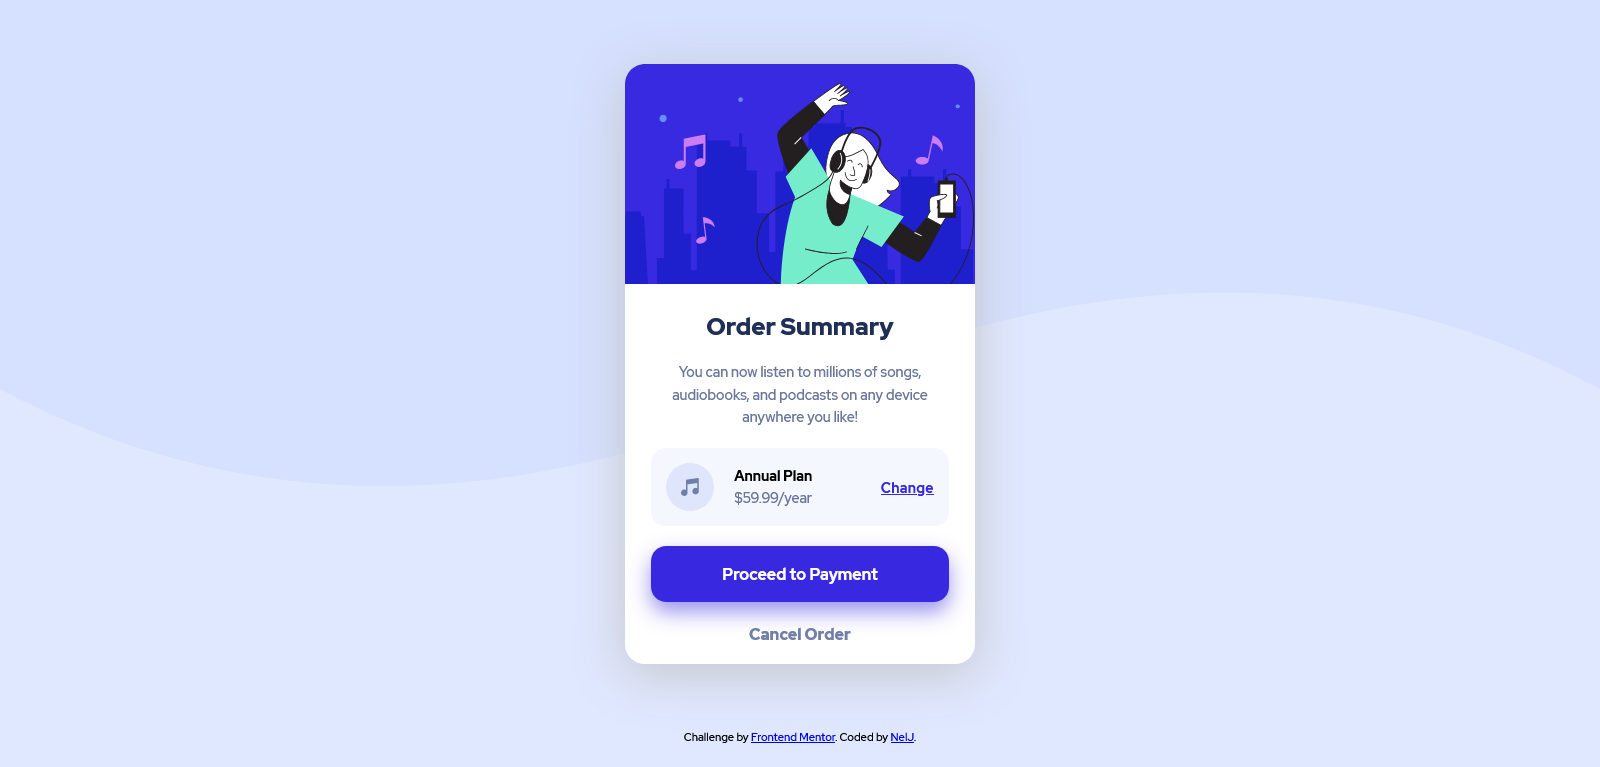 Order Summary
You can now listen to millions of songs,
audiobooks, and podcasts on any device
anywhere you like!
Annual Plan
$59.99/year
Change
Proceed to Payment
Cancel Order
Challenge by Frontend Mentor. Coded by NelJ.